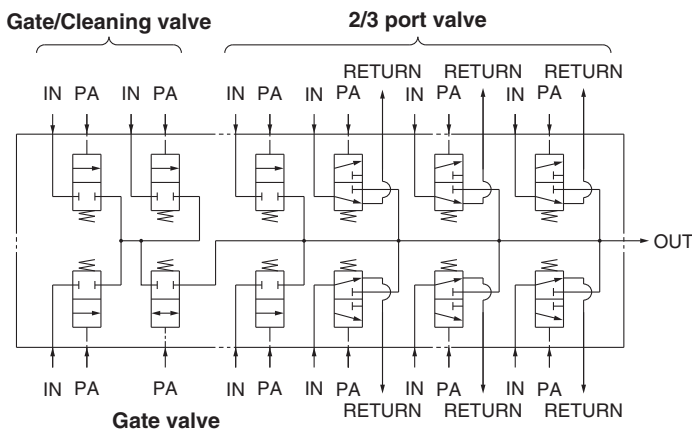 Gate/Cleaning valve 2/3 port valve
RETURN RETURN RETURN
IN PA IN PA IN PA IN PA IN PA IN PA
OUT
IN PA PA IN PA IN PA IN PA IN PA
RETURN RETURN RETURN
Gate valve